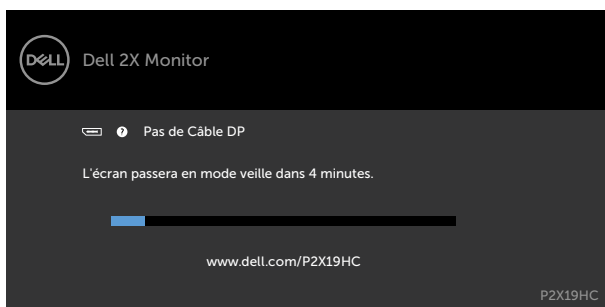 DELL Dell 2X Monitor
? Pas de Câble DP
L'écran passera en mode veille dans 4 minutes.
www.dell.com/P2X19HC
P2X19HC